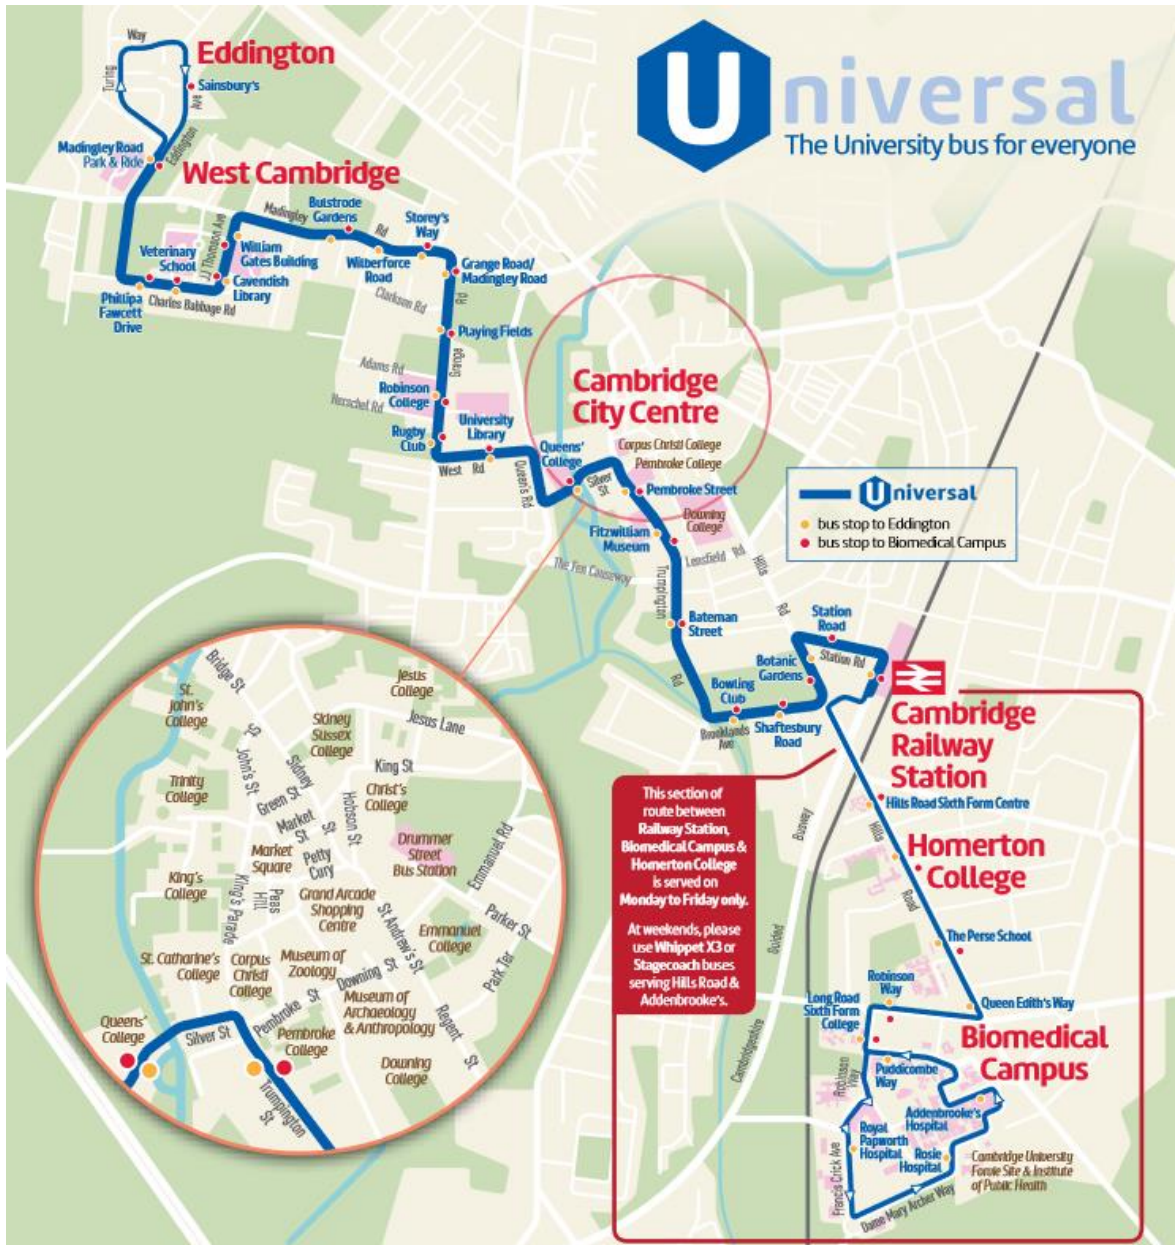 Universal
The University bus for everyone
Way
Turing
Eddington
Sainsbury's
Ave
Eddington
Madingley Road
Park & Ride
West Cambridge
Madingley
Rd
Bulstrode
Gardens
Storey's
Way
Veterinary
School
JJ Thomson Ave
William
Gates Building
Wilberforce
Road
Grange Road/
Madingley Road
Cavendish
Library
Phillipa
Fawcett
Drive
Charles Babbage Rd
Clarkson Rd
Rd
Grange
Playing Fields
Adams Rd
Herschel Rd
Robinson
College
Rugby
Club
University
Library
West Rd
Queen's Rd
Cambridge
City Centre
Queens'
College
Silver
St
Corpus Christi College
Pembroke College
Pembroke Street
Downing
College
Fitzwilliam
Museum
Lensfield Rd
Hills
Rd
The Fen Causeway
Trumpington
Rd
Bateman
Street
Universal
bus stop to Eddington
bus stop to Biomedical Campus
Station
Road
Station Rd
Botanic
Gardens
Bowling
Club
Brooklands
Ave
Shaftesbury
Road
Cambridge
Railway
Station
This section of
route between
Railway Station,
Biomedical Campus &
Homerton College
is served on
Monday to Friday only.
At weekends, please
use Whippet X3 or
Stagecoach buses
serving Hills Road &
Addenbrooke's.
Busway
Guided
Cambridgeshire
Hills Road Sixth Form Centre
Hills
Road
Homerton
College
The Perse School
Robinson
Way
Long Road
Sixth Form
College
Queen Edith's Way
Biomedical
Campus
Puddicombe
Way
Robinson
Way
Addenbrooke's
Hospital
Royal
Papworth
Hospital
Rosie
Hospital
Cambridge University
Forvie Site & Institute
of Public Health
Francis Crick Ave
Dame Mary Archer Way
Bridge St
St.
John's
College
Jesus
College
Jesus Lane
Sidney
Sussex
College
St
John's St
Sidney
St
King St
Trinity
College
Green St
Hobson St
Christ's
College
Market
St
Market
Square
Petty
Cury
Drummer
Street
Bus Station
Emmanuel Rd
King's
College
King's Parade
Peas
Hill
Grand Arcade
Shopping
Centre
St Andrew's St
Emmanuel
College
Parker St
Park Ter
St. Catharine's
College
Corpus
Christi
College
Museum of
Zoology
Downing St
Museum of
Archaeology
& Anthropology
Regent
St
Queens'
College
Silver St
Pembroke St
Pembroke
College
Downing
College
Trumpington
St